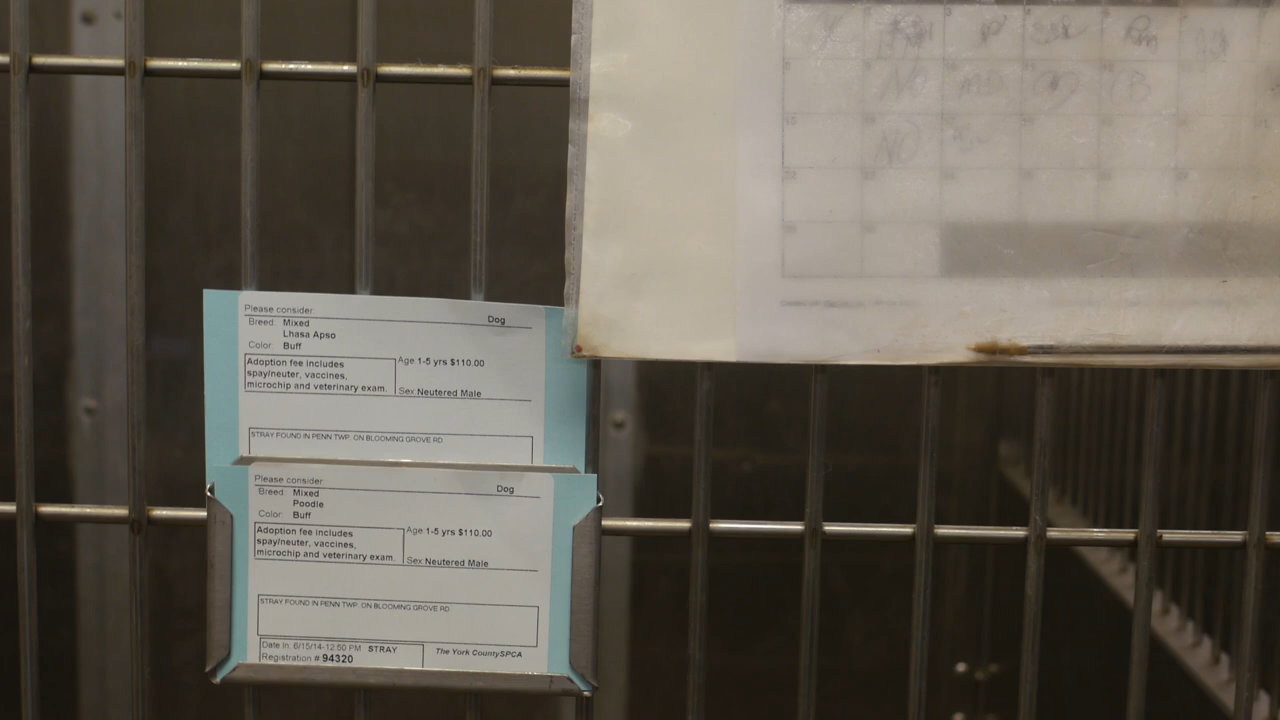 Please consider:
Dog
Breed: Mixed
Lhasa Apso
Color: Buff
Adoption fee includes
spay/neuter, vaccines,
microchip and veterinary exam.
Age 1-5 yrs $110.00
Sex Neutered Male
STRAY FOUND IN PENN TWP. ON BLOOMING GROVE RD
Please consider:
Dog
Breed: Mixed
Poodle
Color: Buff
Adoption fee includes
spay/neuter, vaccines,
microchip and veterinary exam.
Age 1-5 yrs $110.00
Sex Neutered Male
STRAY FOUND IN PENN TWP. ON BLOOMING GROVE RD
Date in: 6/15/14-12:50 PM STRAY
Registration # 94320
The York CountySPCA